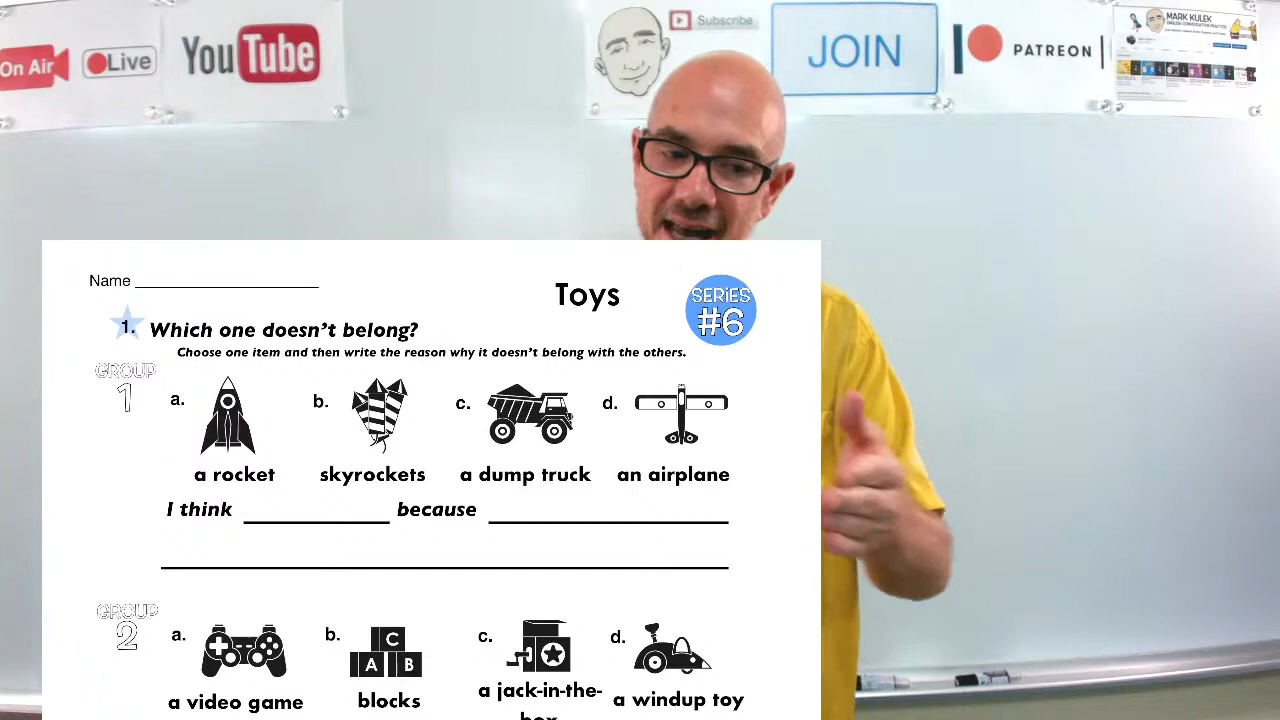 On Air
Live
YouTube
Subscribe
JOIN
PATREON
MARK KULEK
Name
Toys
SERIES
#6
1. Which one doesn't belong?
Choose one item and then write the reason why it doesn't belong with the others.
GROUP
1
a. b. c. d.
a rocket skyrockets a dump truck an airplane
I think because
GROUP
2
a. b. c. d.
C
A B
a video game blocks a jack-in-the-box a windup toy